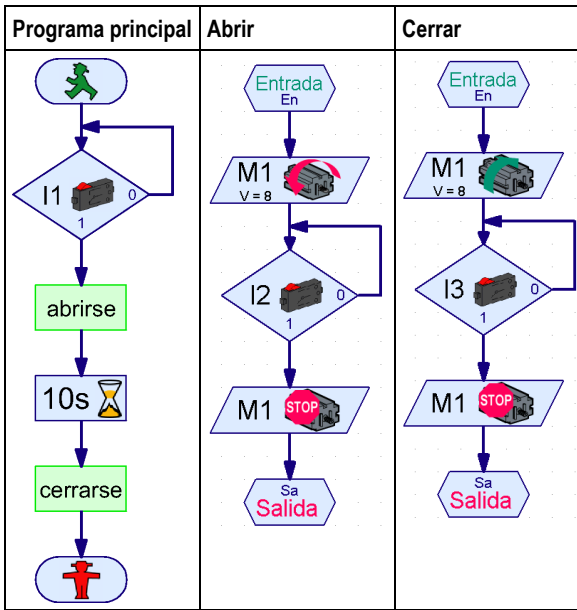 Programa principal
Abrir
Cerrar
I1
0
1
abrirse
10s
cerrarse
Entrada
En
M1
V = 8
I2
0
1
M1
STOP
Sa
Salida
Entrada
En
M1
V = 8
I3
0
1
M1
STOP
Sa
Salida